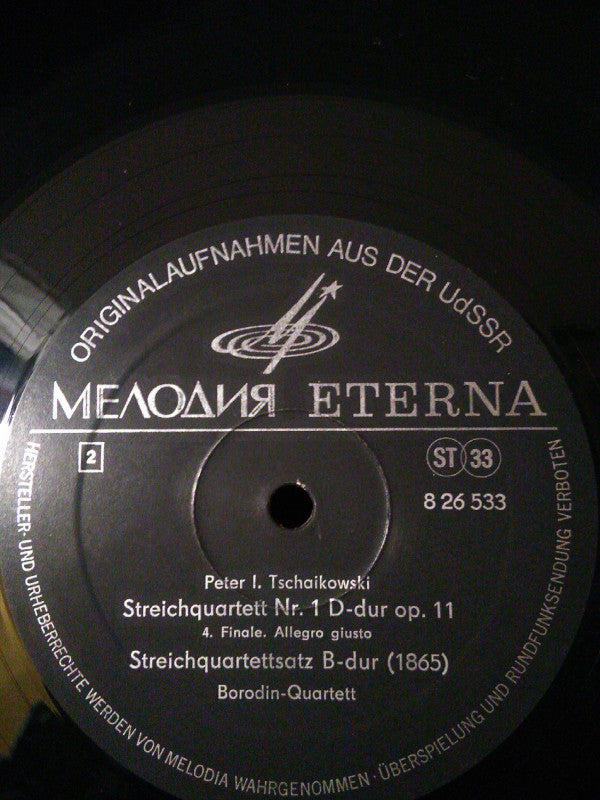 ORIGINALAUFNAHMEN AUS DER UdSSR
МЕЛОДИЯ ETERNA
2
ST 33
8 26 533
Peter I. Tschaikowski
Streichquartett Nr. 1 D-dur op. 11
4. Finale. Allegro giusto
Streichquartettsatz B-dur (1865)
Borodin-Quartett
HERSTELLER- UND URHEBERRECHTE WERDEN VON MELODIA WAHRGENOMMEN · ÜBERSPIELUNG UND RUNDFUNKSENDUNG VERBOTEN